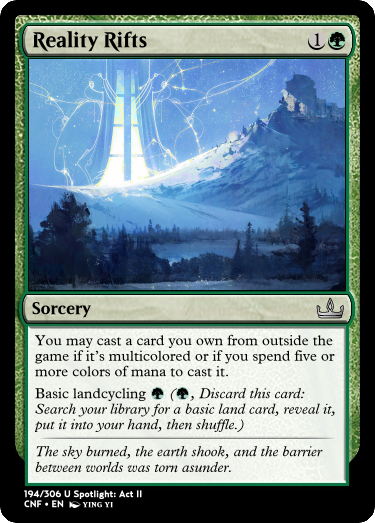 Reality Rifts 1
Sorcery
You may cast a card you own from outside the
game if it's multicolored or if you spend five or
more colors of mana to cast it.
Basic landcycling (, Discard this card:
Search your library for a basic land card, reveal it,
put it into your hand, then shuffle.)
The sky burned, the earth shook, and the barrier
between worlds was torn asunder.
194/306 U Spotlight: Act II
CNF • EN YING YI